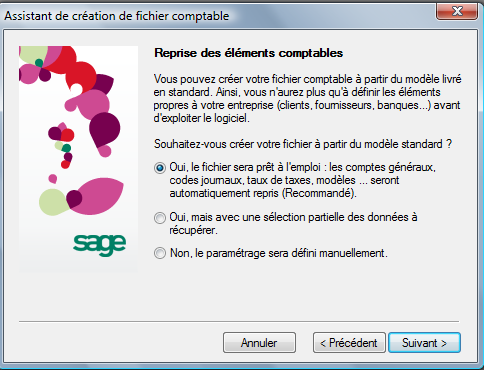 Assistant de création de fichier comptable
Reprise des éléments comptables
Vous pouvez créer votre fichier comptable à partir du modèle livré
en standard. Ainsi, vous n'aurez plus qu'à définir les éléments
propres à votre entreprise (clients, fournisseurs, banques...) avant
d'exploiter le logiciel.
Souhaitez-vous créer votre fichier à partir du modèle standard ?
Oui, le fichier sera prêt à l'emploi : les comptes généraux,
codes journaux, taux de taxes, modèles ... seront
automatiquement repris (Recommandé).
Oui, mais avec une sélection partielle des données à
récupérer.
Non, le paramétrage sera défini manuellement.
sage
Annuler
< Précédent
Suivant >